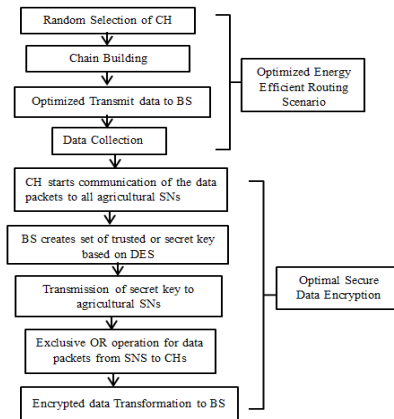 Random Selection of CH
Chain Building
Optimized Energy
Efficient Routing
Scenario
Optimized Transmit data to BS
Data Collection
CH starts communication of the data
packets to all agricultural SNs
BS creates set of trusted or secret key
based on DES
Optimal Secure
Data Encryption
Transmission of secret key to
agricultural SNs
Exclusive OR operation for data
packets from SNS to CHs
Encrypted data Transformation to BS